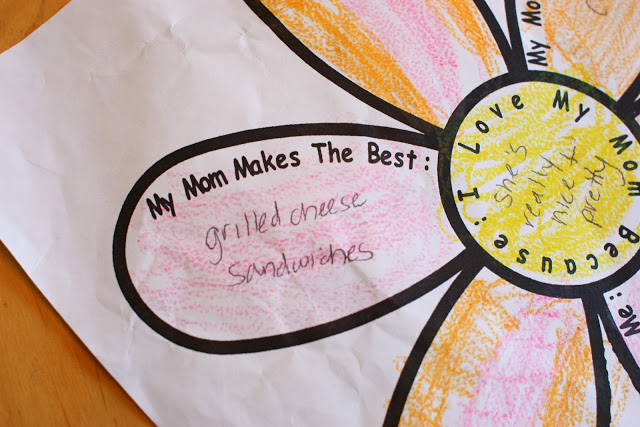 My Mom Makes The Best:
grilled cheese
sandwiches
I Love My Mom Because:
she's
really
nice &
pretty
My Mo
Me: